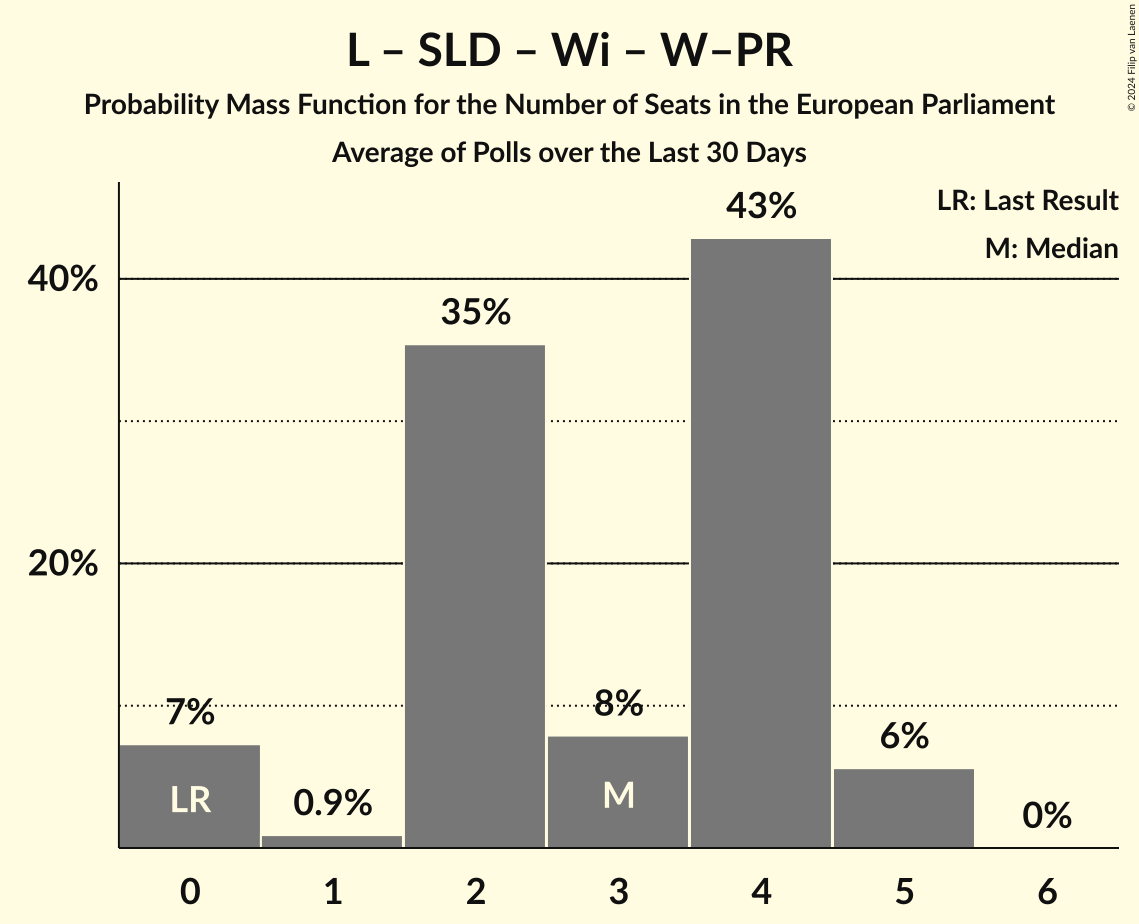 L – SLD – Wi – W–PR
Probability Mass Function for the Number of Seats in the European Parliament
Average of Polls over the Last 30 Days
© 2024 Filip van Laenen
LR: Last Result
M: Median
43%
40%
35%
20%
7%
8%
6%
LR
0.9%
M
0%
0 1 2 3 4 5 6